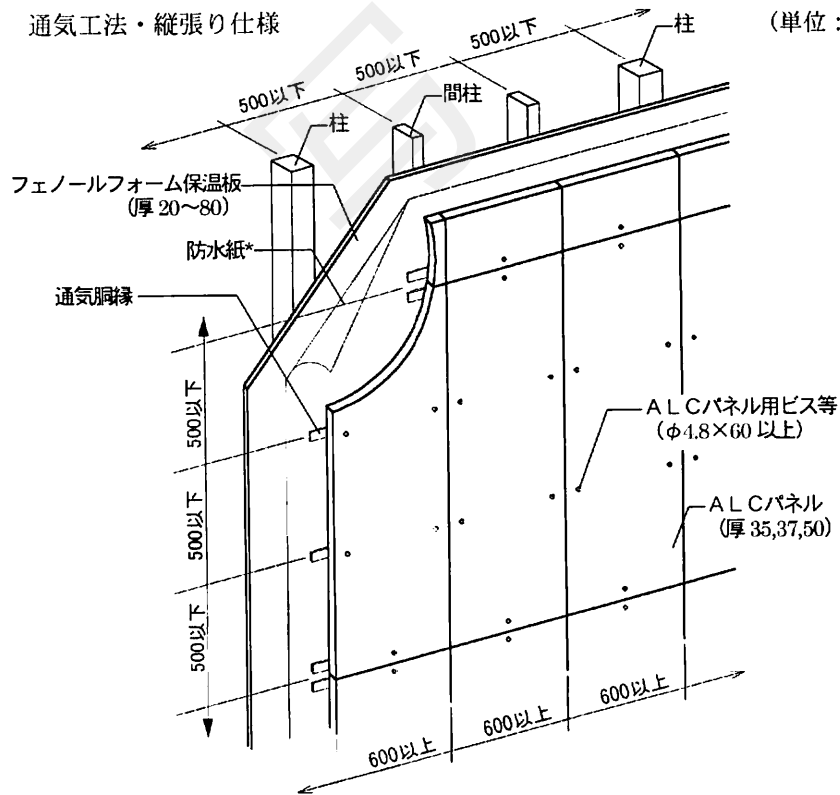 通気工法・縦張り仕様
(単位：
柱
500以下
500以下
500以下
間柱
柱
フェノールフォーム保温板
(厚20～80)
防水紙*
通気胴縁
500以下
500以下
500以下
ALCパネル用ビス等
(φ4.8×60以上)
ALCパネル
(厚35,37,50)
600以上
600以上
600以上